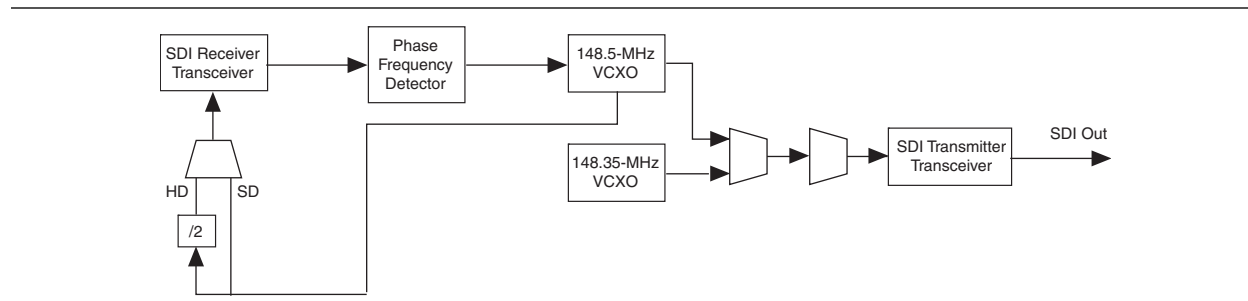 SDI Receiver
Transceiver
Phase
Frequency
Detector
148.5-MHz
VCXO
148.35-MHz
VCXO
SDI Transmitter
Transceiver
SDI Out
HD
SD
/2